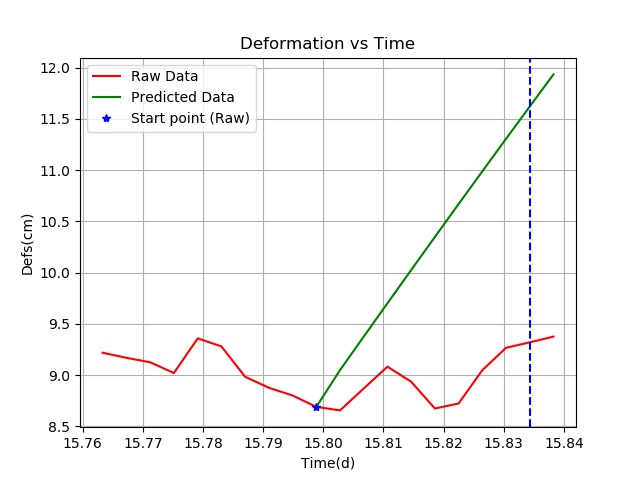 Deformation vs Time
12.0
11.5
11.0
10.5
10.0
9.5
9.0
8.5
Defs(cm)
Raw Data
Predicted Data
Start point (Raw)
15.76 15.77 15.78 15.79 15.80 15.81 15.82 15.83 15.84
Time(d)